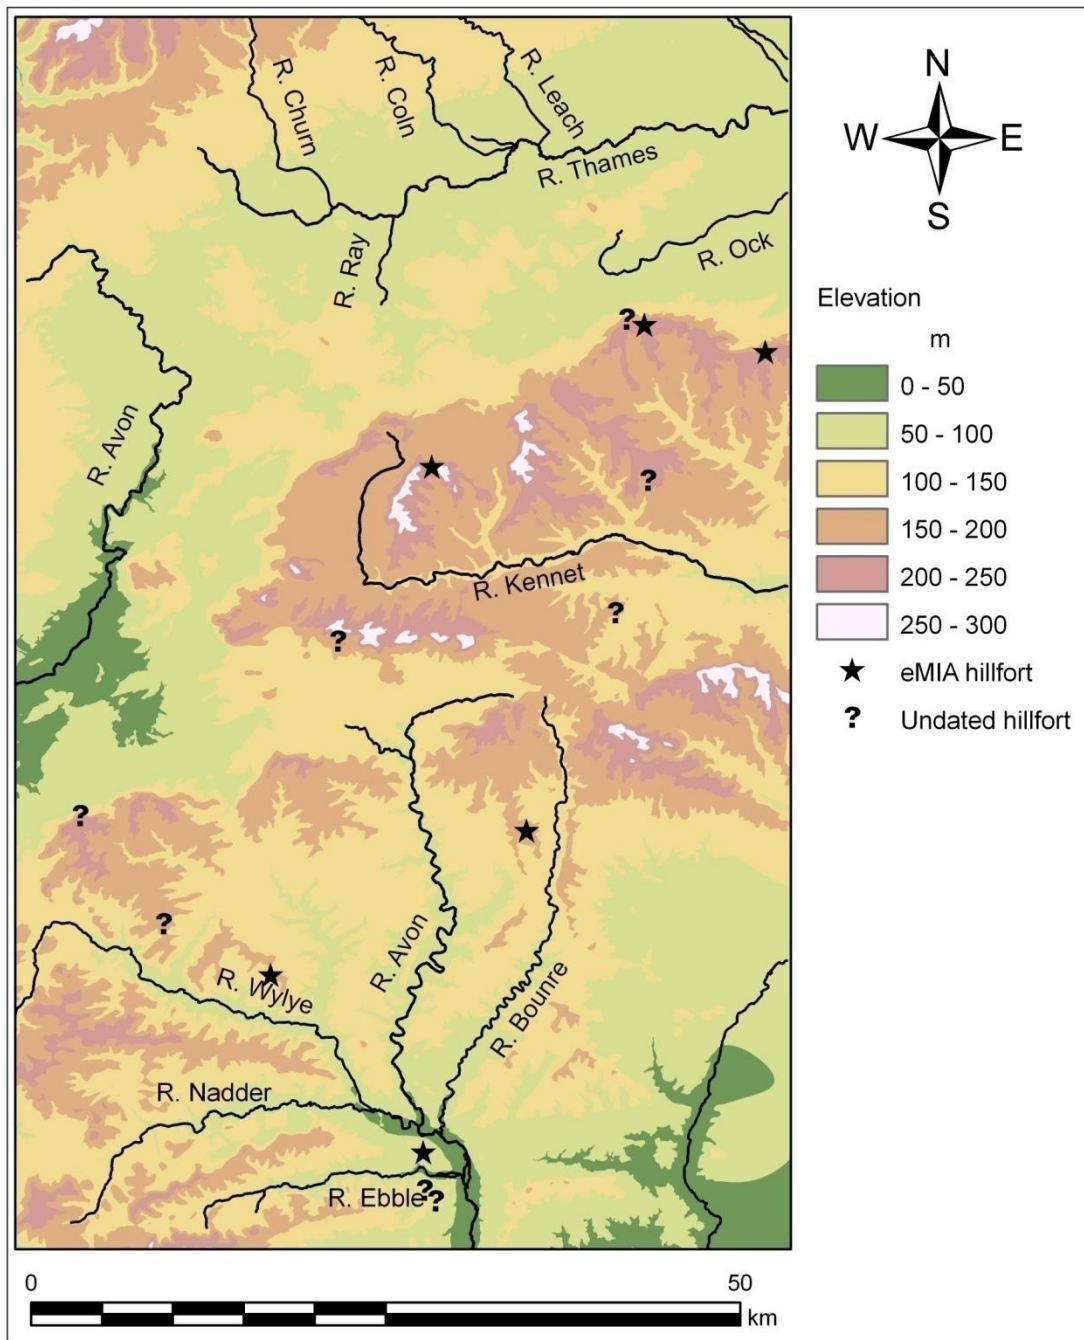 R. Churn
R. Coln
R. Leach
R. Thames
R. Ray
R. Ock
?
R. Avon
?
R. Kennet
?
?
?
?
R. Avon
R. Wylye
R. Bounre
R. Nadder
R. Ebble
?
?
N
W
E
S
Elevation
m
0 - 50
50 - 100
100 - 150
150 - 200
200 - 250
250 - 300
eMIA hillfort
? Undated hillfort
0 50
km